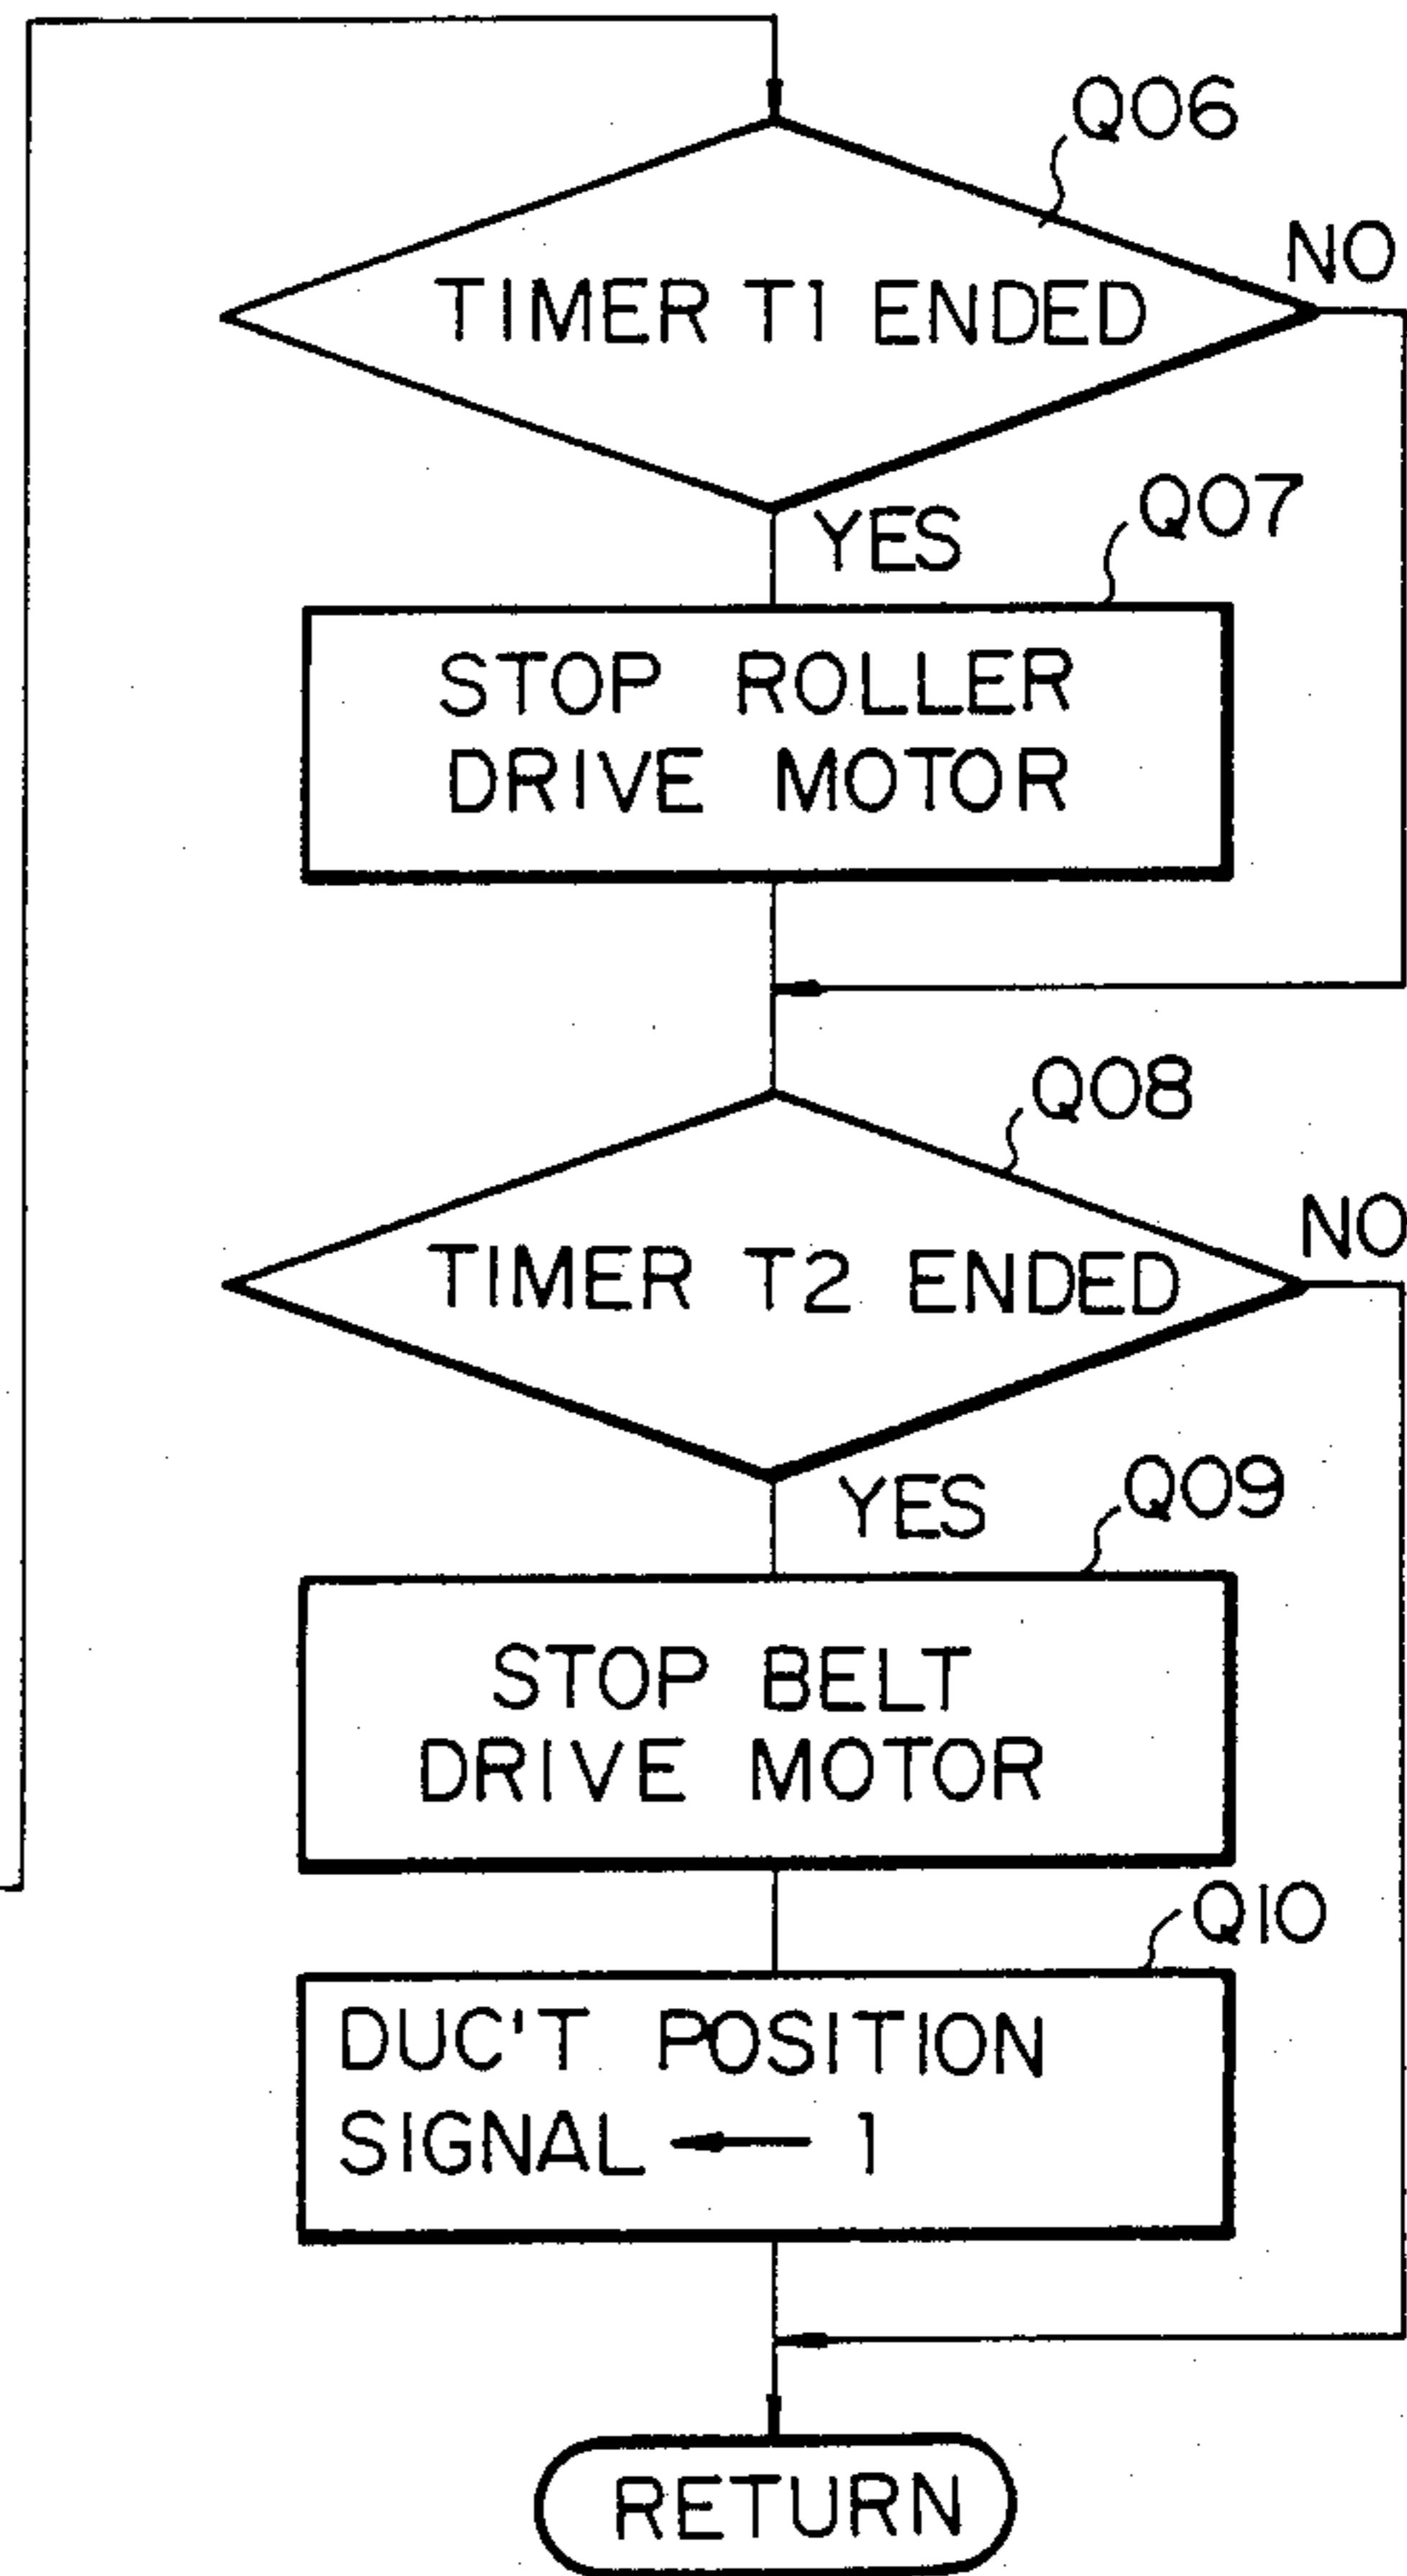 Q06
TIMER T1 ENDED
NO
YES
Q07
STOP ROLLER
DRIVE MOTOR
Q08
TIMER T2 ENDED
NO
YES
Q09
STOP BELT
DRIVE MOTOR
Q10
DUC'T POSITION
SIGNAL ← 1
RETURN